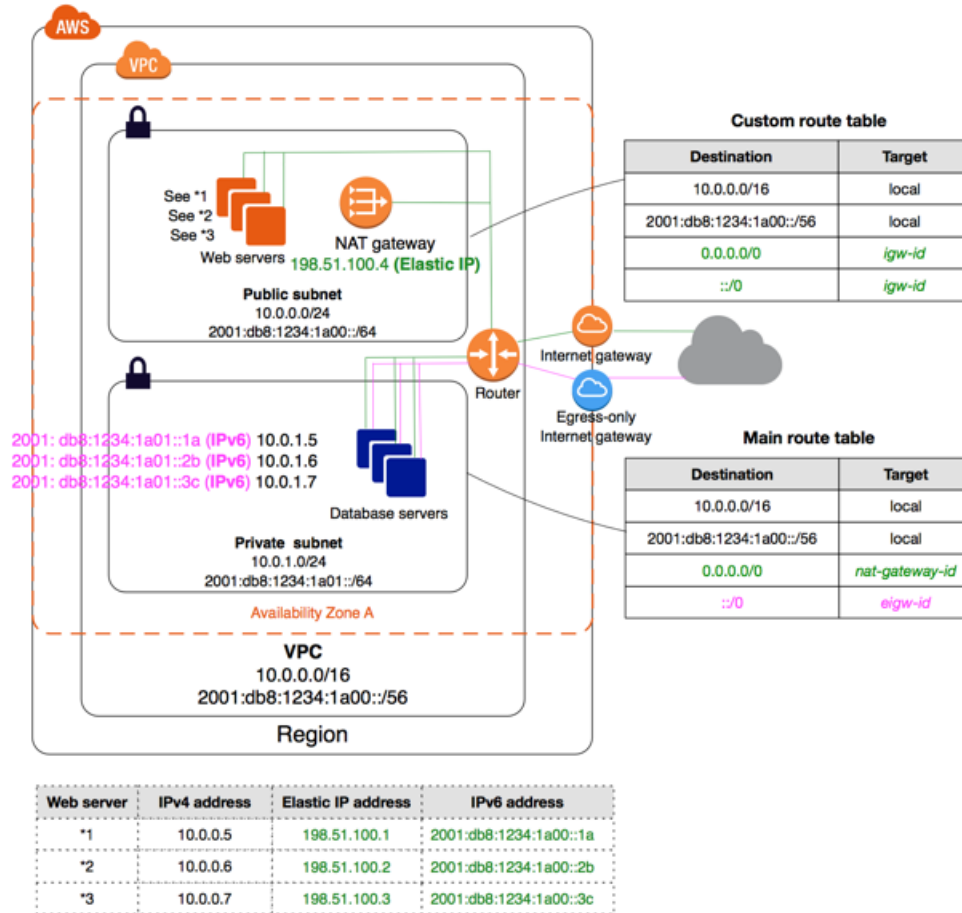 AWS
VPC
See *1
See *2
See *3
Web servers
NAT gateway
198.51.100.4 (Elastic IP)
Public subnet
10.0.0.0/24
2001:db8:1234:1a00::/64
Router
Internet gateway
Egress-only
Internet gateway
2001: db8:1234:1a01::1a (IPv6) 10.0.1.5
2001: db8:1234:1a01::2b (IPv6) 10.0.1.6
2001: db8:1234:1a01::3c (IPv6) 10.0.1.7
Database servers
Private subnet
10.0.1.0/24
2001:db8:1234:1a01::/64
Availability Zone A
VPC
10.0.0.0/16
2001:db8:1234:1a00::/56
Region
Custom route table
Destination Target
10.0.0.0/16 local
2001:db8:1234:1a00::/56 local
0.0.0.0/0 igw-id
::/0 igw-id
Main route table
Destination Target
10.0.0.0/16 local
2001:db8:1234:1a00::/56 local
0.0.0.0/0 nat-gateway-id
::/0 eigw-id
Web server IPv4 address Elastic IP address IPv6 address
*1 10.0.0.5 198.51.100.1 2001:db8:1234:1a00::1a
*2 10.0.0.6 198.51.100.2 2001:db8:1234:1a00::2b
*3 10.0.0.7 198.51.100.3 2001:db8:1234:1a00::3c